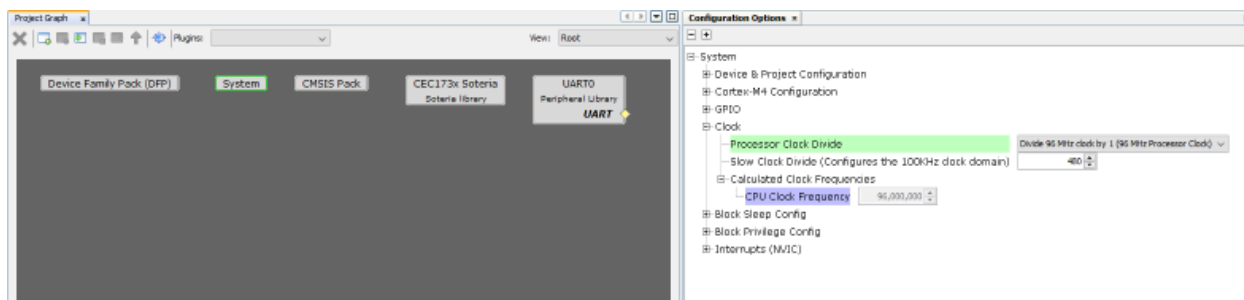 Project Graph
Plugins:
View: Root
Device Family Pack (DFP)
System
CMSIS Pack
CEC173x Soteria
Soteria library
UART0
Peripheral Library
UART
Configuration Options
System
Device & Project Configuration
Cortex-M4 Configuration
GPIO
Clock
Processor Clock Divide Divide 96 MHz clock by 1 (96 MHz Processor Clock)
Slow Clock Divide (Configures the 100KHz clock domain) 480
Calculated Clock Frequencies
CPU Clock Frequency 96,000,000
Block Sleep Config
Block Privilege Config
Interrupts (NVIC)